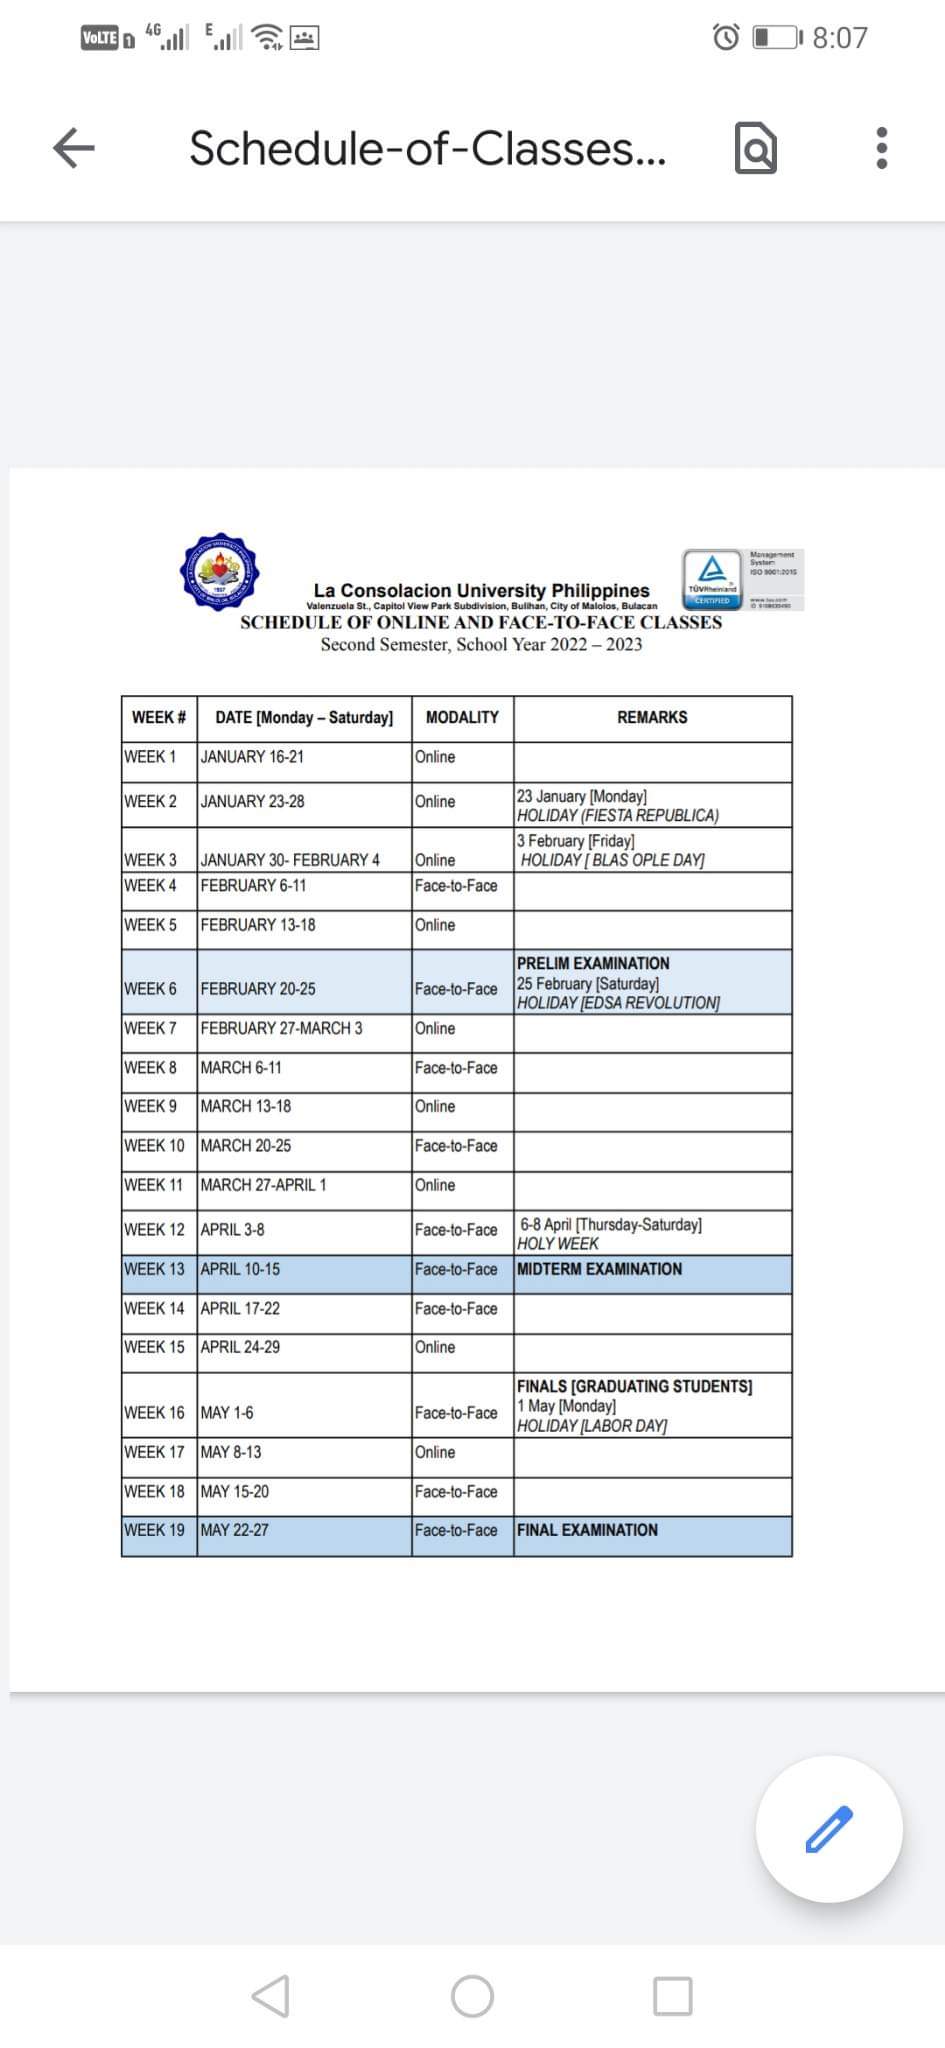 VoLTE 1 4G E 8:07
Schedule-of-Classes...
La Consolacion University Philippines
Valenzuela St., Capitol View Park Subdivision, Bulihan, City of Malolos, Bulacan
SCHEDULE OF ONLINE AND FACE-TO-FACE CLASSES
Second Semester, School Year 2022 – 2023
TÜVRheinland
CERTIFIED
Management
System
ISO 9001:2015
WEEK # DATE [Monday – Saturday] MODALITY REMARKS
WEEK 1 JANUARY 16-21 Online
WEEK 2 JANUARY 23-28 Online 23 January [Monday]
HOLIDAY (FIESTA REPUBLICA)
WEEK 3 JANUARY 30- FEBRUARY 4 Online 3 February [Friday]
HOLIDAY [ BLAS OPLE DAY]
WEEK 4 FEBRUARY 6-11 Face-to-Face
WEEK 5 FEBRUARY 13-18 Online
WEEK 6 FEBRUARY 20-25 Face-to-Face PRELIM EXAMINATION
25 February [Saturday]
HOLIDAY [EDSA REVOLUTION]
WEEK 7 FEBRUARY 27-MARCH 3 Online
WEEK 8 MARCH 6-11 Face-to-Face
WEEK 9 MARCH 13-18 Online
WEEK 10 MARCH 20-25 Face-to-Face
WEEK 11 MARCH 27-APRIL 1 Online
WEEK 12 APRIL 3-8 Face-to-Face 6-8 April [Thursday-Saturday]
HOLY WEEK
WEEK 13 APRIL 10-15 Face-to-Face MIDTERM EXAMINATION
WEEK 14 APRIL 17-22 Face-to-Face
WEEK 15 APRIL 24-29 Online
WEEK 16 MAY 1-6 Face-to-Face FINALS [GRADUATING STUDENTS]
1 May [Monday]
HOLIDAY [LABOR DAY]
WEEK 17 MAY 8-13 Online
WEEK 18 MAY 15-20 Face-to-Face
WEEK 19 MAY 22-27 Face-to-Face FINAL EXAMINATION